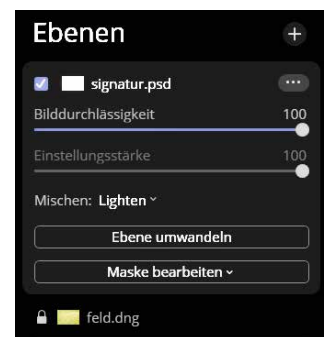 Ebenen
signatur.psd
Bilddurchlässigkeit 100
Einstellungsstärke 100
Mischen: Lighten
Ebene umwandeln
Maske bearbeiten
feld.dng